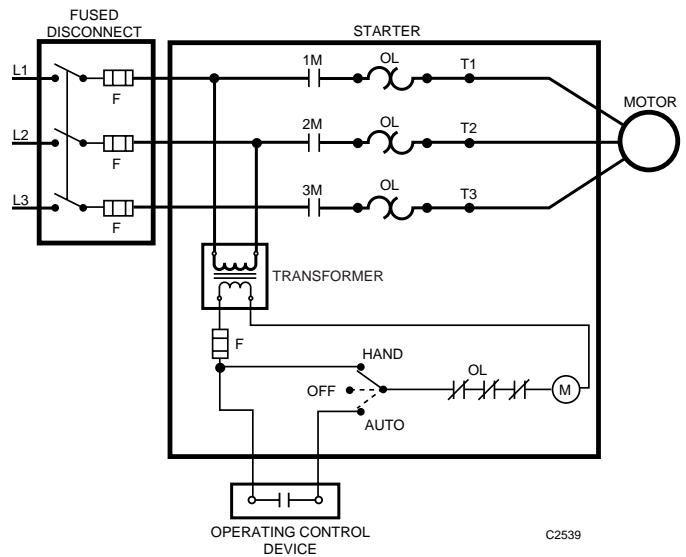 FUSED
DISCONNECT
STARTER
L1
F
1M
OL
T1
MOTOR
L2
F
2M
OL
T2
L3
F
3M
OL
T3
TRANSFORMER
F
HAND
OFF
OL
M
AUTO
OPERATING CONTROL
DEVICE
C2539